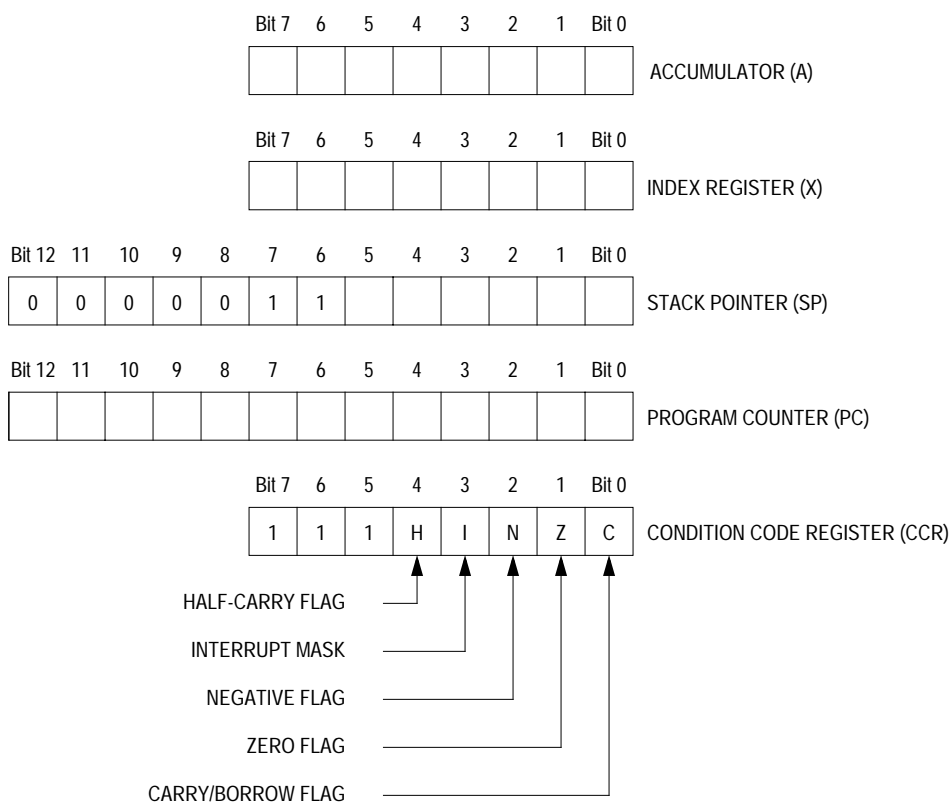 Bit 7 6 5 4 3 2 1 Bit 0
ACCUMULATOR (A)
Bit 7 6 5 4 3 2 1 Bit 0
INDEX REGISTER (X)
Bit 12 11 10 9 8 7 6 5 4 3 2 1 Bit 0
0 0 0 0 0 1 1 STACK POINTER (SP)
Bit 12 11 10 9 8 7 6 5 4 3 2 1 Bit 0
PROGRAM COUNTER (PC)
Bit 7 6 5 4 3 2 1 Bit 0
1 1 1 H I N Z C CONDITION CODE REGISTER (CCR)
HALF-CARRY FLAG
INTERRUPT MASK
NEGATIVE FLAG
ZERO FLAG
CARRY/BORROW FLAG